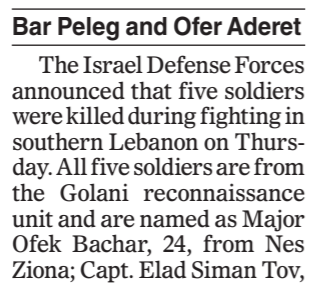 Bar Peleg and Ofer Aderet
The Israel Defense Forces
announced that five soldiers
were killed during fighting in
southern Lebanon on Thurs-
day. All five soldiers are from
the Golani reconnaissance
unit and are named as Major
Ofek Bachar, 24, from Nes
Ziona; Capt. Elad Siman Tov,